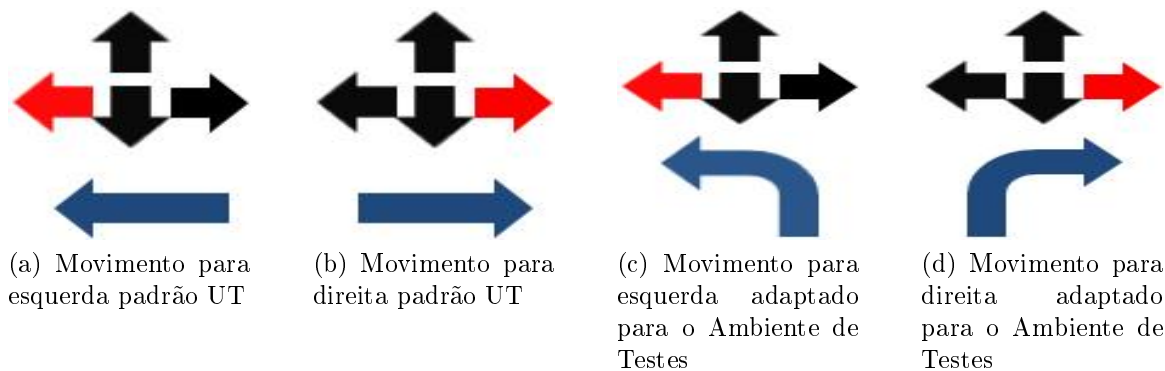 (a) Movimento para
esquerda padrão UT
(b) Movimento para
direita padrão UT
(c) Movimento para
esquerda adaptado
para o Ambiente de
Testes
(d) Movimento para
direita adaptado
para o Ambiente de
Testes